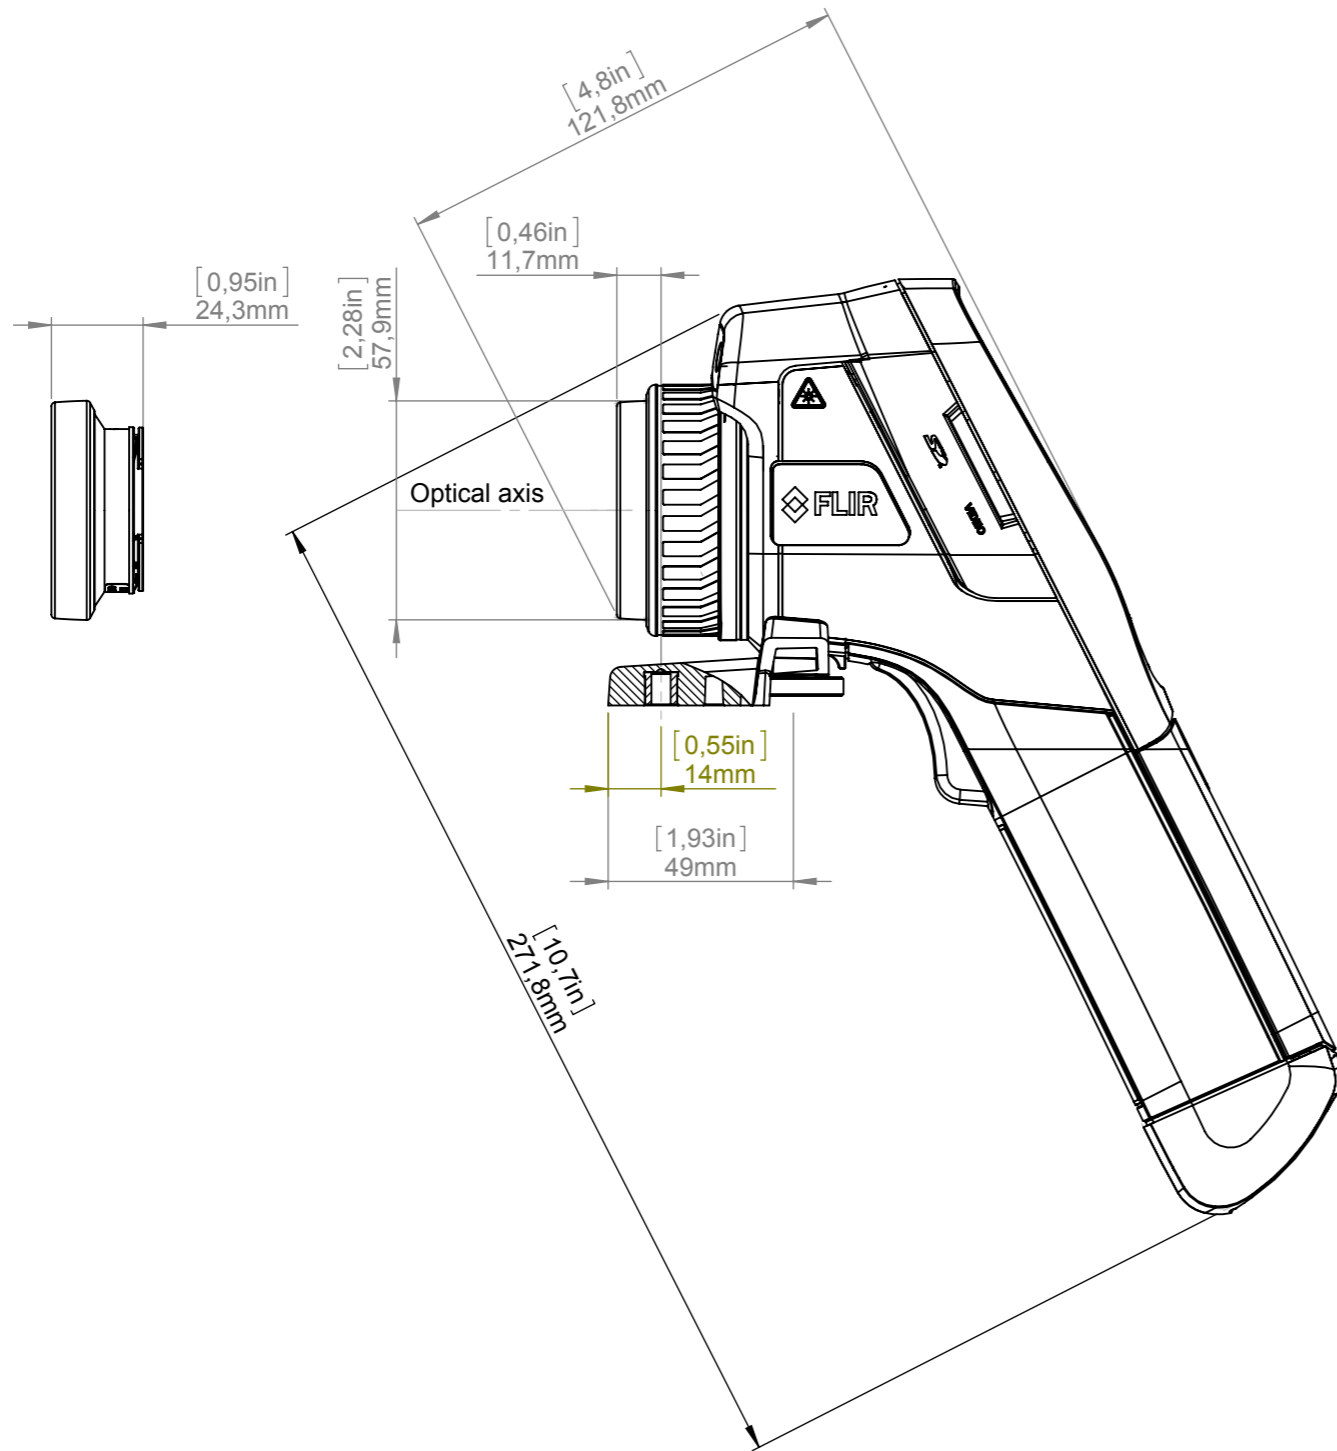 [4,8in]
121,8mm
[0,46in]
11,7mm
[0,95in]
24,3mm
[2,28in]
57,9mm
Optical axis
FLIR
VIDEO
[0,55in]
14mm
[1,93in]
49mm
[10,7in]
271,8mm